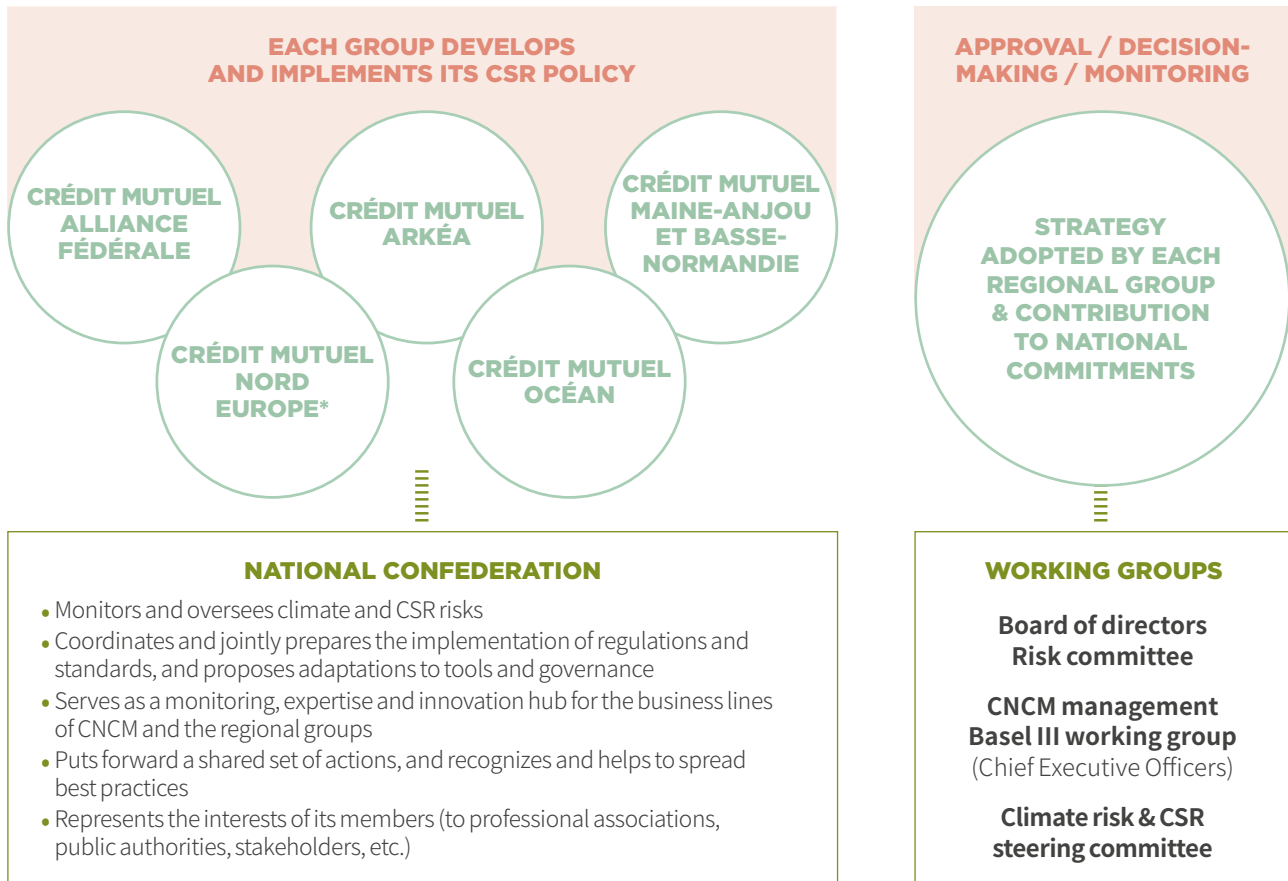 EACH GROUP DEVELOPS
AND IMPLEMENTS ITS CSR POLICY
CRÉDIT MUTUEL
ALLIANCE
FÉDÉRALE
CRÉDIT MUTUEL
ARKÉA
CRÉDIT MUTUEL
MAINE-ANJOU
ET BASSE-
NORMANDIE
CRÉDIT MUTUEL
NORD
EUROPE*
CRÉDIT MUTUEL
OCÉAN
NATIONAL CONFEDERATION
• Monitors and oversees climate and CSR risks
• Coordinates and jointly prepares the implementation of regulations and
standards, and proposes adaptations to tools and governance
• Serves as a monitoring, expertise and innovation hub for the business lines
of CNCM and the regional groups
• Puts forward a shared set of actions, and recognizes and helps to spread
best practices
• Represents the interests of its members (to professional associations,
public authorities, stakeholders, etc.)
APPROVAL / DECISION-
MAKING / MONITORING
STRATEGY
ADOPTED BY EACH
REGIONAL GROUP
& CONTRIBUTION
TO NATIONAL
COMMITMENTS
WORKING GROUPS
Board of directors
Risk committee
CNCM management
Basel III working group
(Chief Executive Officers)
Climate risk & CSR
steering committee